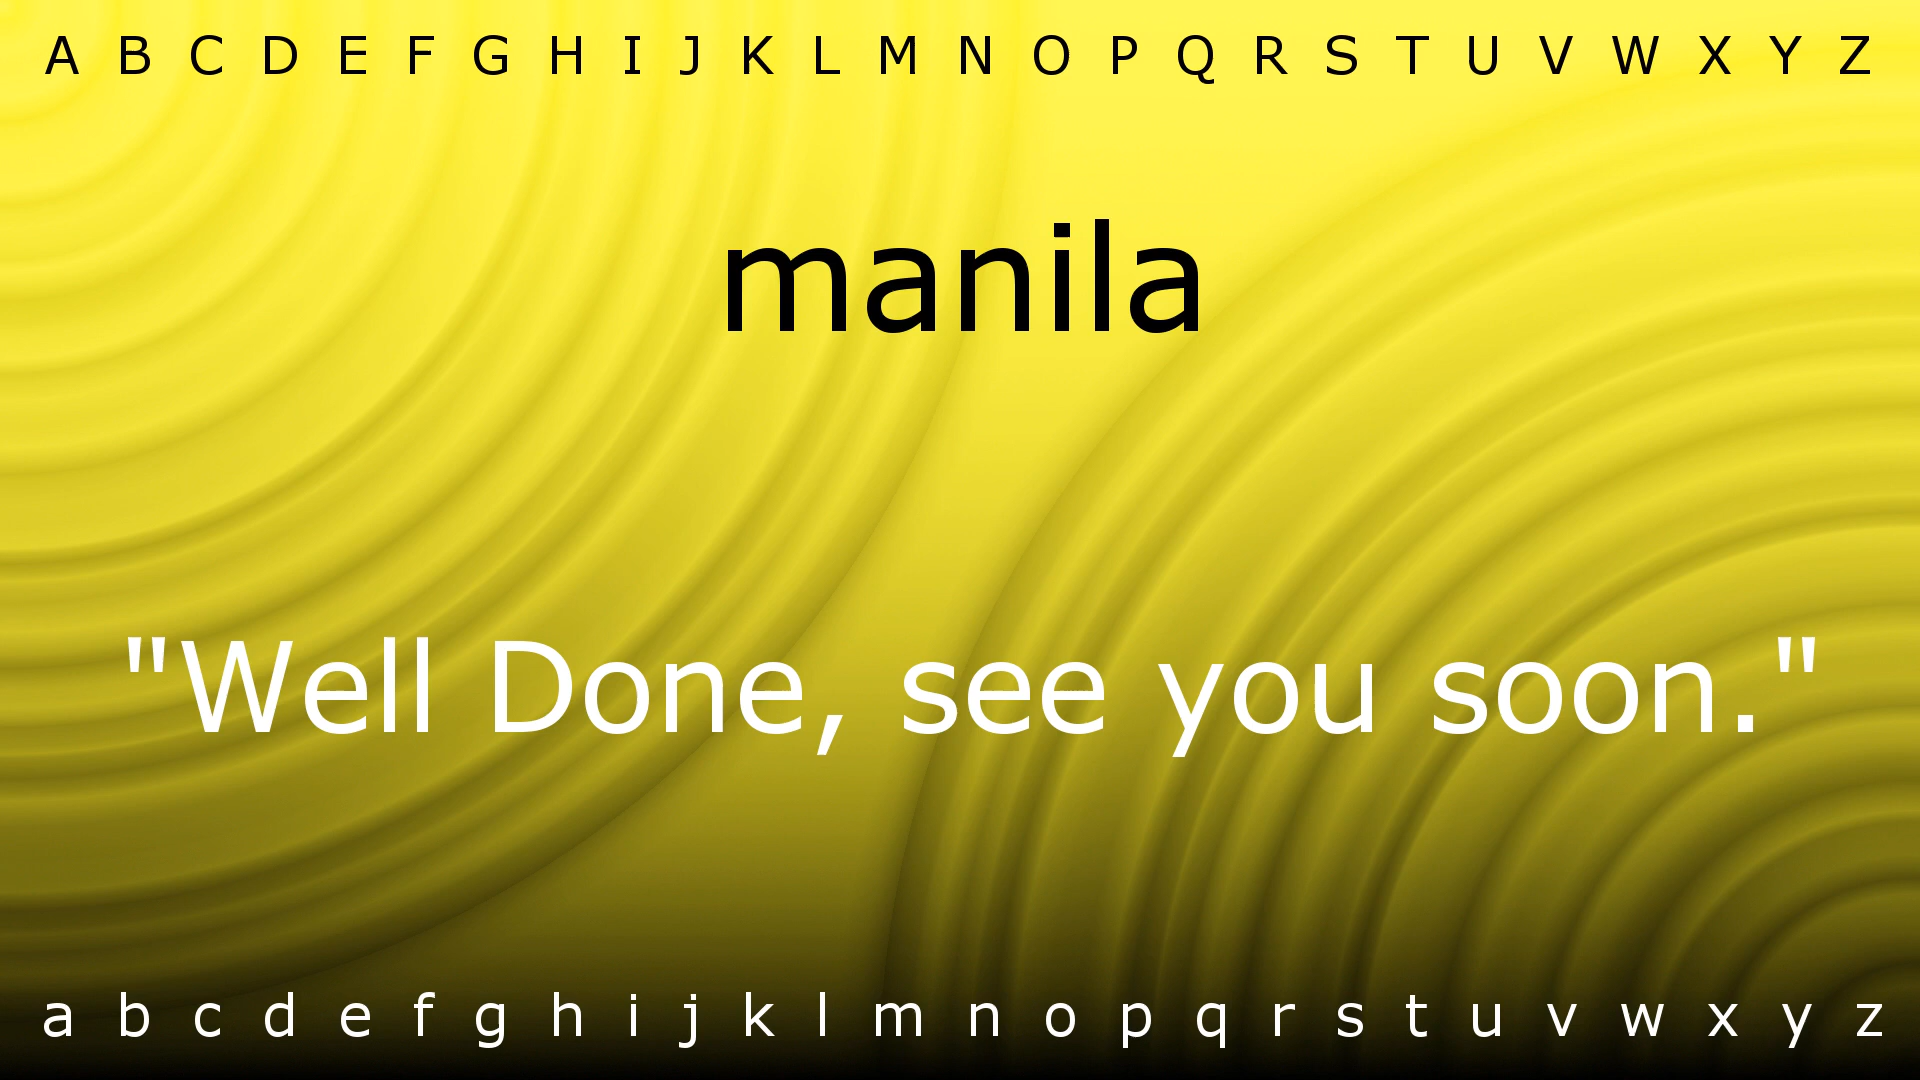 A B C D E F G H I J K L M N O P Q R S T U V W X Y Z
manila
"Well Done, see you soon."
a b c d e f g h i j k l m n o p q r s t u v w x y z